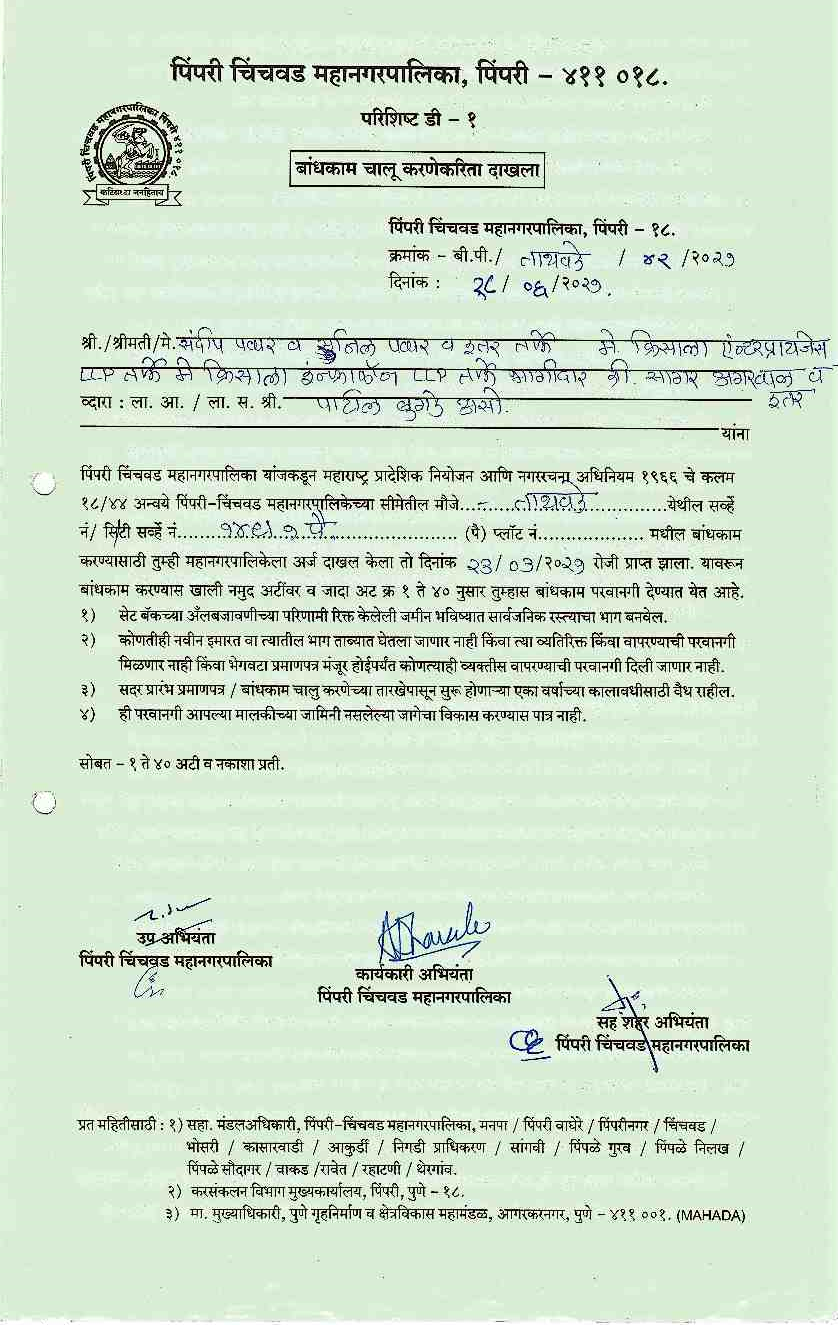 पिंपरी चिंचवड महानगरपालिका, पिंपरी – ४११ ०१८.
परिशिष्ट डी – १
बांधकाम चालू करणेकरिता दाखला
पिंपरी चिंचवड महानगरपालिका पिंपरी ४११ ०१८.
कटिबध्दा जनहिताय
पिंपरी चिंचवड महानगरपालिका, पिंपरी – १८.
क्रमांक – बी.पी./ ताथवडे / ४२ /२०२१
दिनांक : २८/ ०६/२०२१.
श्री./श्रीमती/मे. संदीप पवार व सुनिल पवार व इतर तर्फे मे. क्रिसाला एंन्टरप्रायजेस
LLP तर्फे मे क्रिसाला इन्फ्राकॉन LLP तर्फे भागीदार श्री. सागर अगरवाल व
इतर
व्दारा : ला. आ. / ला. स. श्री.
यांना
पिंपरी चिंचवड महानगरपालिका यांजकडून महाराष्ट्र प्रादेशिक नियोजन आणि नगररचना अधिनियम १९६६ चे कलम
१८/४४ अन्वये पिंपरी-चिंचवड महानगरपालिकेच्या सीमेतील मौजे.....ताथवडे.............येथील सर्व्हे
नं/ सिटी सर्व्हे नं........................ (पै) प्लॉट नं.................. मधील बांधकाम
करण्यासाठी तुम्ही महानगरपालिकेला अर्ज दाखल केला तो दिनांक २३/ ०३/२०२१ रोजी प्राप्त झाला. यावरून
बांधकाम करण्यास खाली नमुद अटींवर व जादा अट क्र १ ते ४० नुसार तुम्हास बांधकाम परवानगी देण्यात येत आहे.
१) सेट बॅकच्या अँलबजावणीच्या परिणामी रिक्त केलेली जमीन भविष्यात सार्वजनिक रस्त्याचा भाग बनवेल.
२) कोणतीही नवीन इमारत वा त्यातील भाग ताब्यात घेतला जाणार नाही किंवा त्या व्यतिरिक्त किंवा वापरण्याची परवानगी
मिळणार नाही किंवा भेगवटा प्रमाणपत्र मंजूर होईपर्यंत कोणत्याही व्यक्तीस वापरण्याची परवानगी दिली जाणार नाही.
३) सदर प्रारंभ प्रमाणपत्र / बांधकाम चालु करणेच्या तारखेपासून सुरू होणाऱ्या एका वर्षाच्या कालावधीसाठी वैध राहील.
४) ही परवानगी आपल्या मालकीच्या जामिनी नसलेल्या जागेचा विकास करण्यास पात्र नाही.
सोबत – १ ते ४० अटी व नकाशा प्रती.
उप अभियंता
पिंपरी चिंचवड महानगरपालिका
कार्यकारी अभियंता
पिंपरी चिंचवड महानगरपालिका
सह शहर अभियंता
पिंपरी चिंचवड महानगरपालिका
प्रत महितीसाठी : १) सहा. मंडलअधिकारी, पिंपरी-चिंचवड महानगरपालिका, मनपा / पिंपरी वाघेरे / पिंपरीनगर / चिंचवड /
भोसरी / कासारवाडी / आकुर्डी / निगडी प्राधिकरण / सांगवी / पिंपळे गुरव / पिंपळे निलख /
पिंपळे सौदागर / वाकड /रावेत / रहाटणी / थेरगांव.
२) करसंकलन विभाग मुख्यकार्यालय, पिंपरी, पुणे – १८.
३) मा. मुख्याधिकारी, पुणे गृहनिर्माण व क्षेत्रविकास महामंडळ, आगरकरनगर, पुणे – ४११ ००१. (MAHADA)